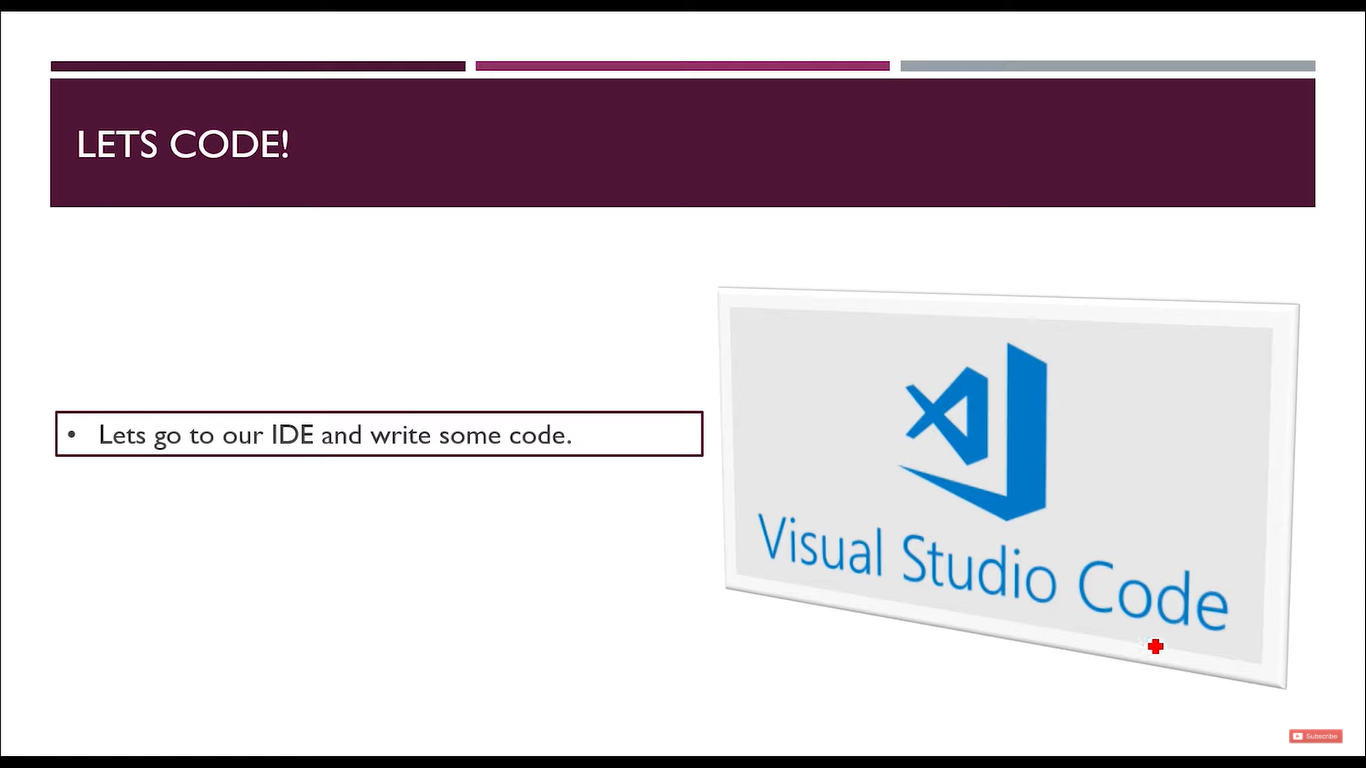 LETS CODE!
• Lets go to our IDE and write some code.
Visual Studio Code
Subscribe